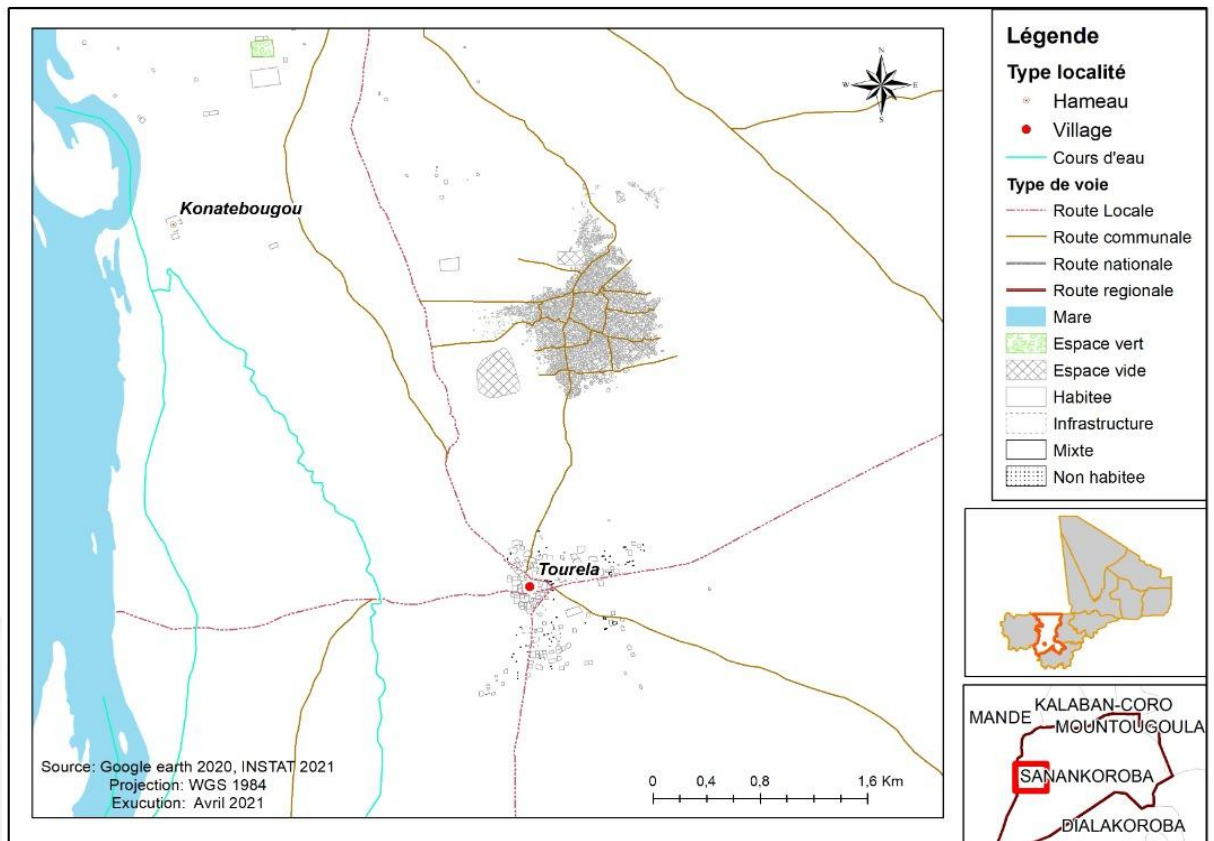 Konatebougou
Tourela
N
W
E
S
Source: Google earth 2020, INSTAT 2021
Projection: WGS 1984
Exucution: Avril 2021
0 0,4 0,8 1,6 Km
Légende
Type localité
Hameau
Village
Cours d'eau
Type de voie
Route Locale
Route communale
Route nationale
Route regionale
Mare
Espace vert
Espace vide
Habitee
Infrastructure
Mixte
Non habitee
KALABAN-CORO
MANDE
MOUNTOUGOULA
SANANKOROBA
DIALAKOROBA